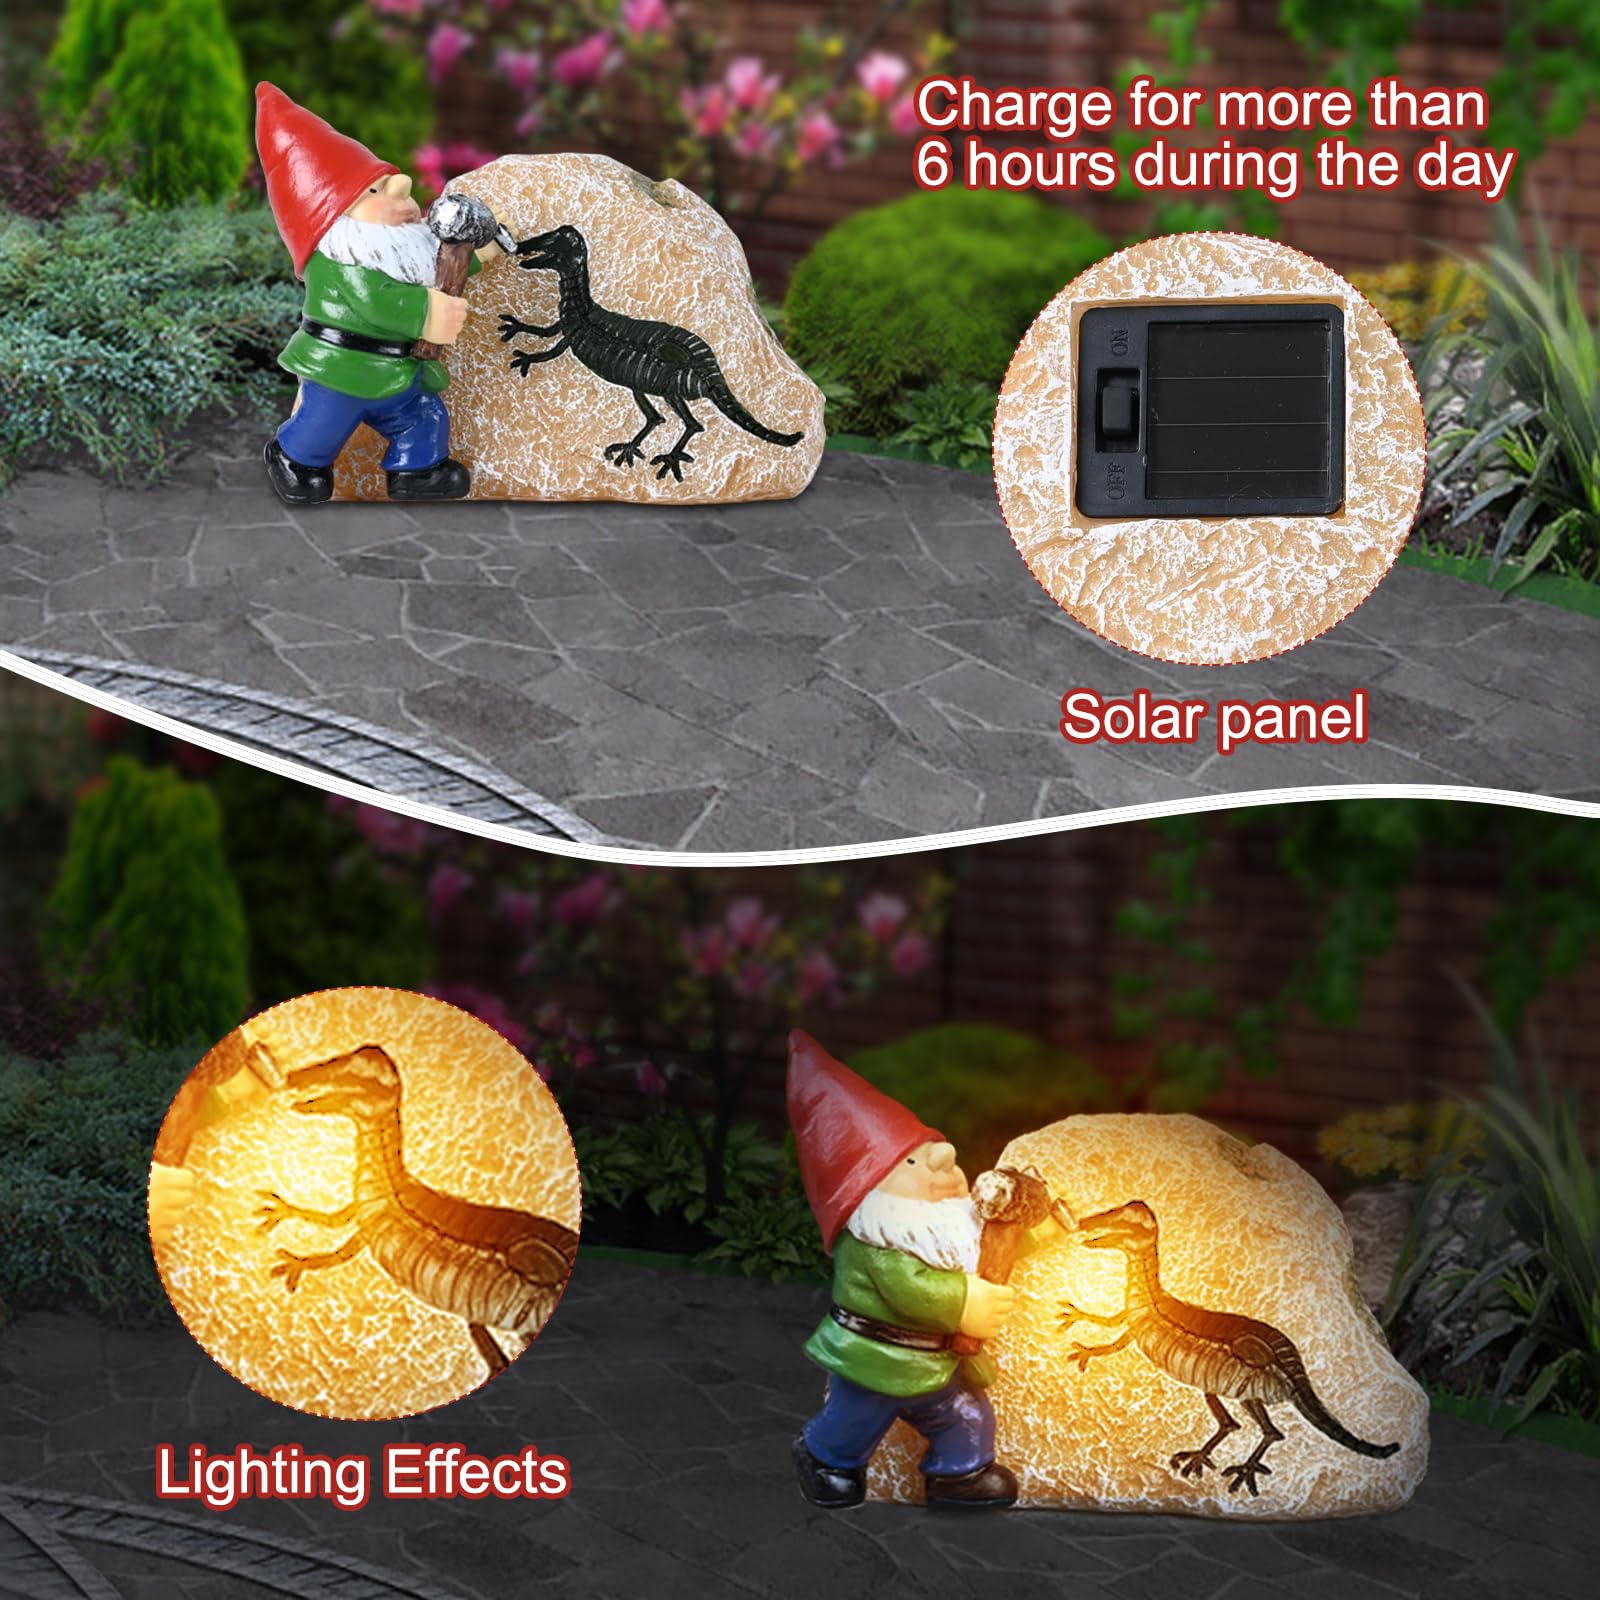 Charge for more than
6 hours during the day
ON
OFF
Solar panel
Lighting Effects